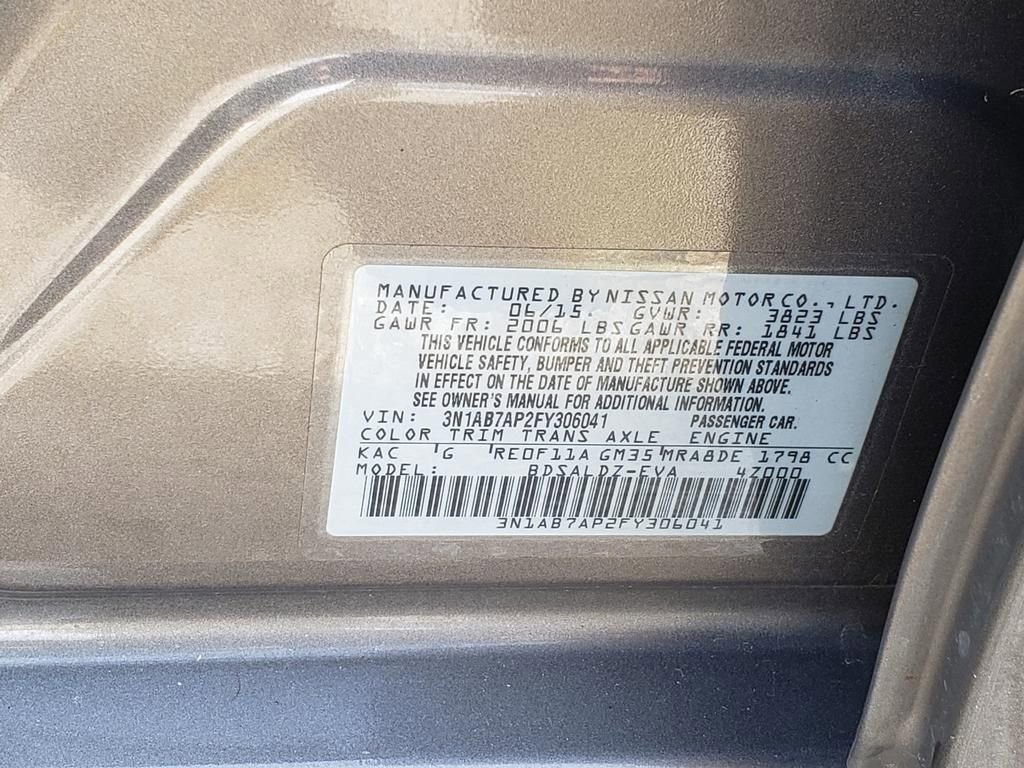 MANUFACTURED BY NISSAN MOTOR CO., LTD.
DATE: 06/15. GVWR: 3823 LBS
GAWR FR: 2006 LBS GAWR RR: 1841 LBS
THIS VEHICLE CONFORMS TO ALL APPLICABLE FEDERAL MOTOR
VEHICLE SAFETY, BUMPER AND THEFT PREVENTION STANDARDS
IN EFFECT ON THE DATE OF MANUFACTURE SHOWN ABOVE.
SEE OWNER'S MANUAL FOR ADDITIONAL INFORMATION.
VIN: 3N1AB7AP2FY306041 PASSENGER CAR.
COLOR TRIM TRANS AXLE ENGINE
KAC G RE0F11A GM35 MRA8DE 1798 CC
MODEL: BDSALDZ-EVA 4Z000
3N1AB7AP2FY306041